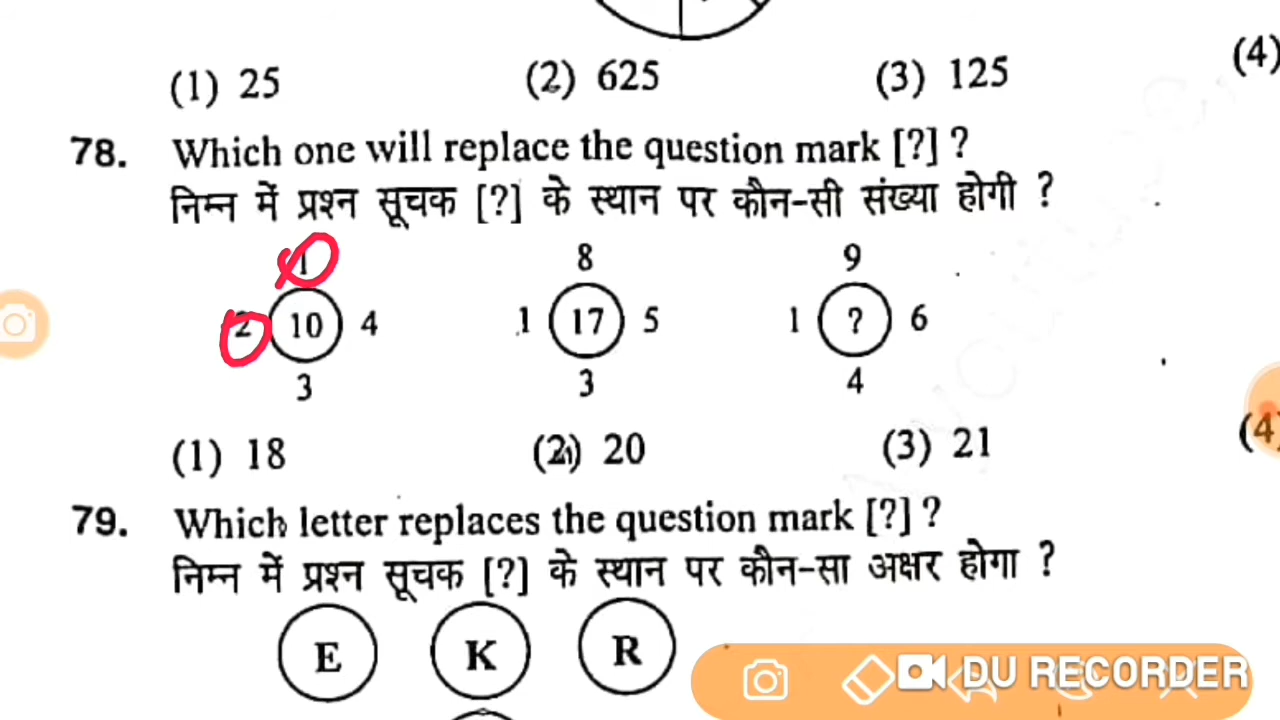 (1) 25 (2) 625 (3) 125 (4)
78. Which one will replace the question mark [?] ?
निम्न में प्रश्न सूचक [?] के स्थान पर कौन-सी संख्या होगी ?
1 8 9
2 10 4 1 17 5 1 ? 6
3 3 4
(1) 18 (2) 20 (3) 21 (4)
79. Which letter replaces the question mark [?] ?
निम्न में प्रश्न सूचक [?] के स्थान पर कौन-सा अक्षर होगा ?
E K R
DU RECORDER